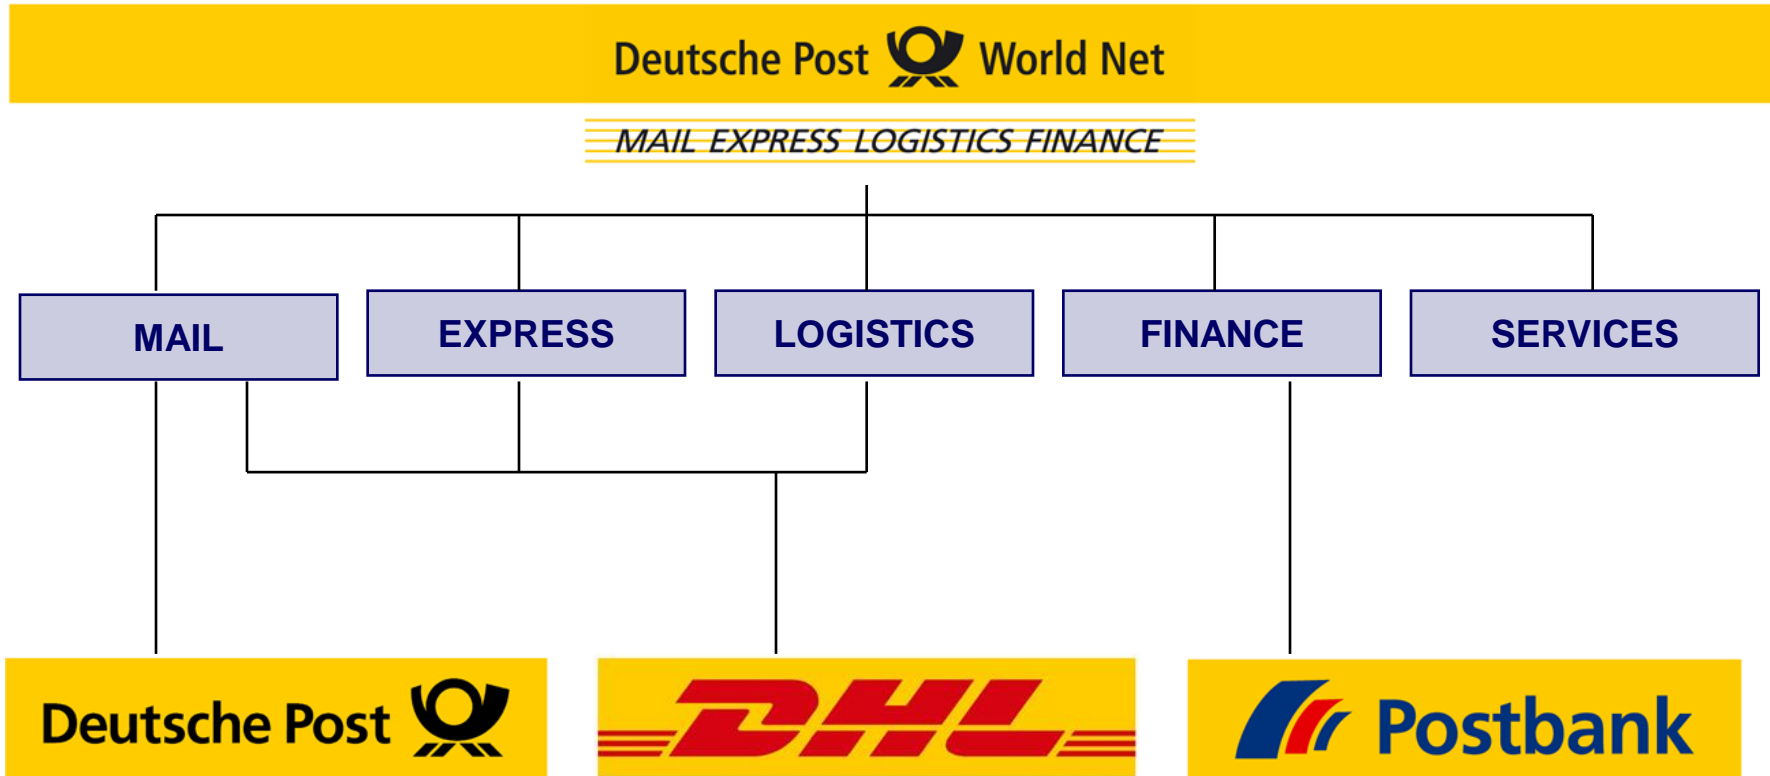 Deutsche Post World Net
MAIL EXPRESS LOGISTICS FINANCE
MAIL
EXPRESS
LOGISTICS
FINANCE
SERVICES
Deutsche Post
DHL
Postbank